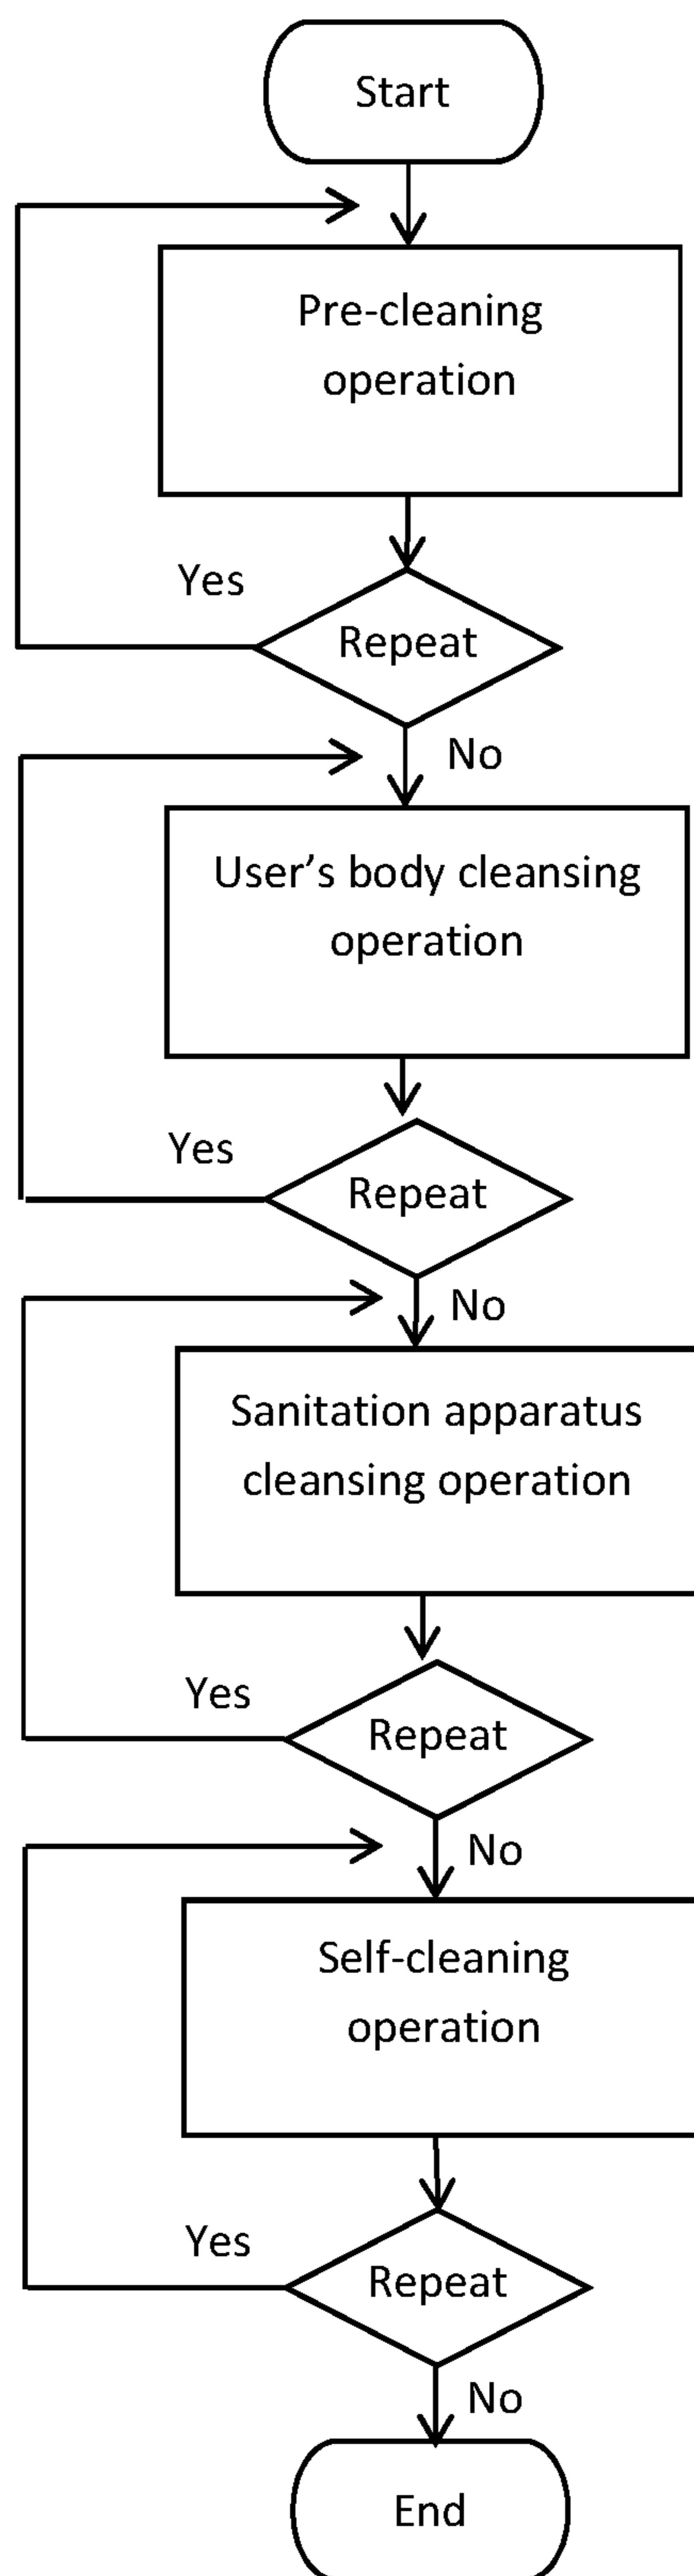 Start
Pre-cleaning
operation
Yes
Repeat
No
User’s body cleansing
operation
Yes
Repeat
No
Sanitation apparatus
cleansing operation
Yes
Repeat
No
Self-cleaning
operation
Yes
Repeat
No
End